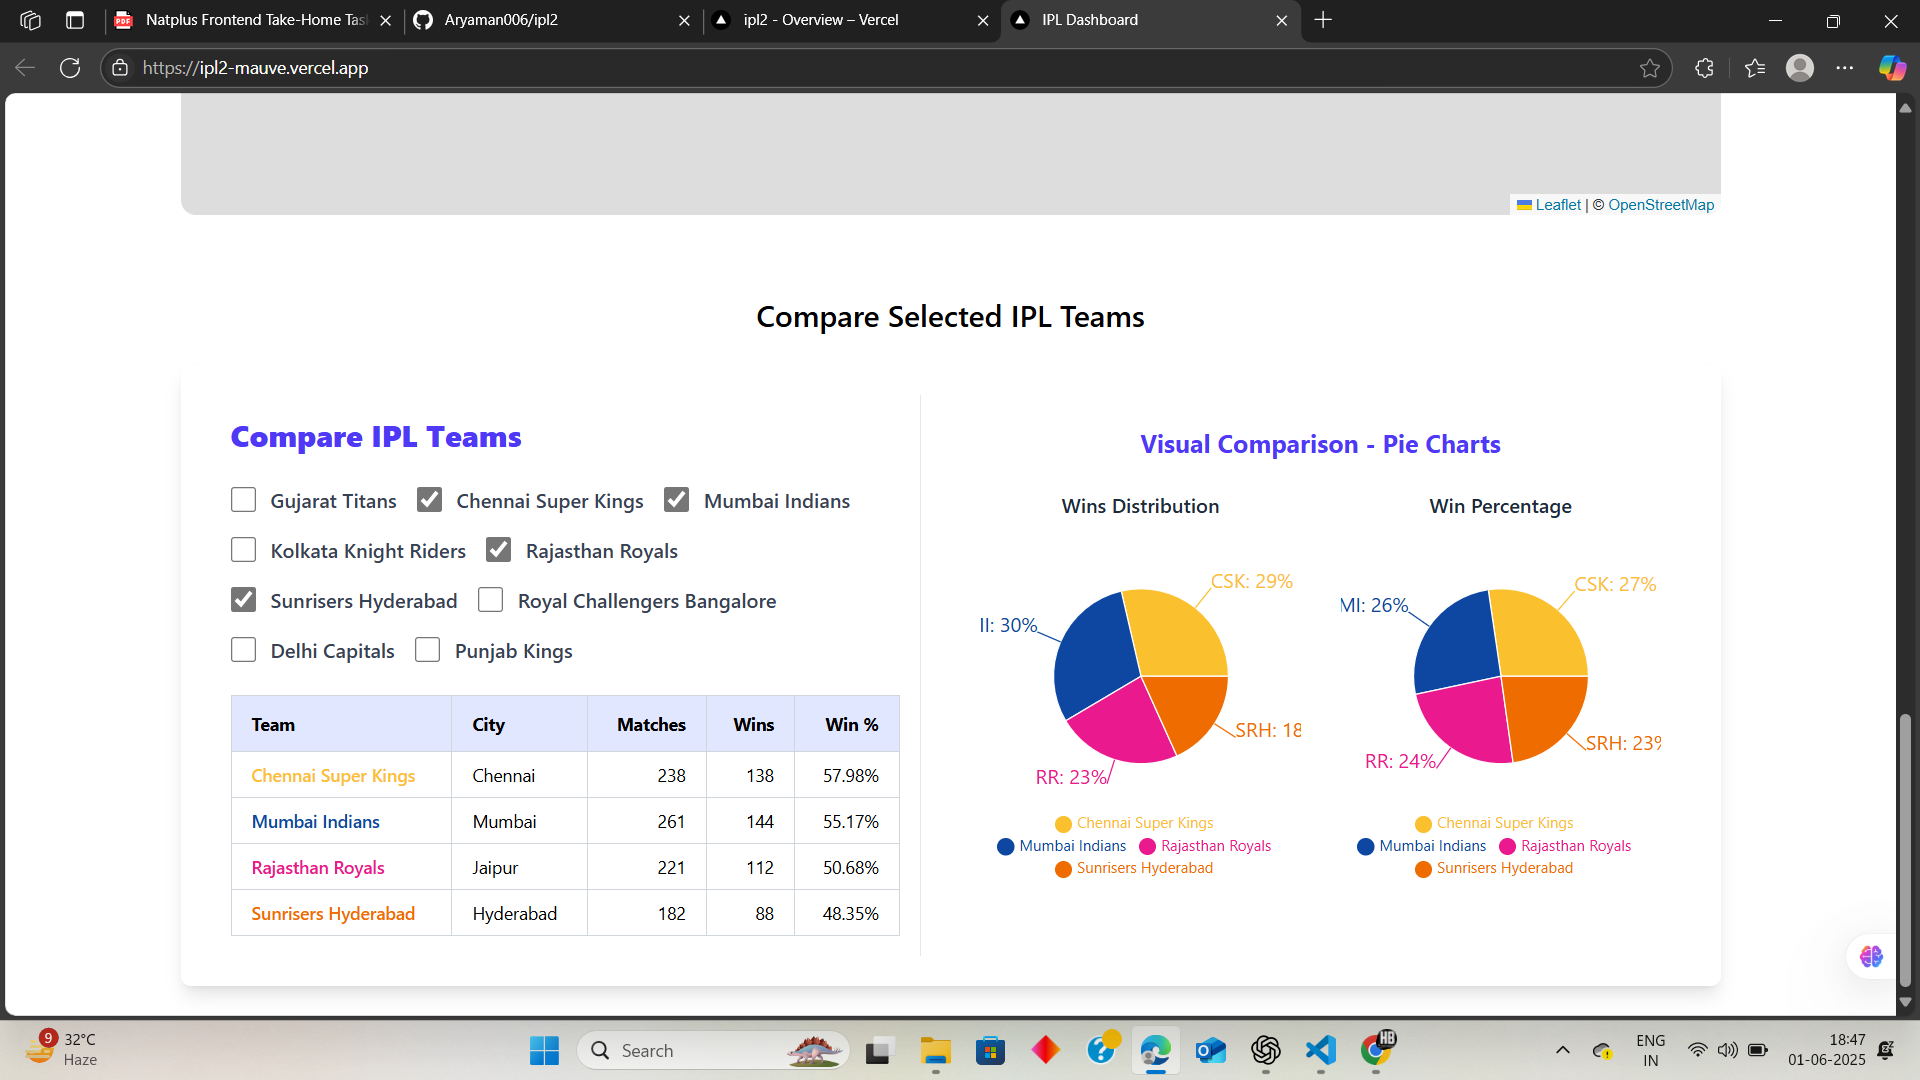 Natplus Frontend Take-Home Tas
Aryaman006/ipl2
ipl2 - Overview – Vercel
IPL Dashboard
https://ipl2-mauve.vercel.app
Leaflet | © OpenStreetMap
Compare Selected IPL Teams
Compare IPL Teams
Gujarat Titans Chennai Super Kings Mumbai Indians
Kolkata Knight Riders Rajasthan Royals
Sunrisers Hyderabad Royal Challengers Bangalore
Delhi Capitals Punjab Kings
Team City Matches Wins Win %
Chennai Super Kings Chennai 238 138 57.98%
Mumbai Indians Mumbai 261 144 55.17%
Rajasthan Royals Jaipur 221 112 50.68%
Sunrisers Hyderabad Hyderabad 182 88 48.35%
Visual Comparison - Pie Charts
Wins Distribution
CSK: 29%
II: 30%
SRH: 18
RR: 23%
Chennai Super Kings
Mumbai Indians Rajasthan Royals
Sunrisers Hyderabad
Win Percentage
CSK: 27%
MI: 26%
SRH: 23%
RR: 24%
Chennai Super Kings
Mumbai Indians Rajasthan Royals
Sunrisers Hyderabad
9
32°C
Haze
Search
HB
ENG
IN
18:47
01-06-2025